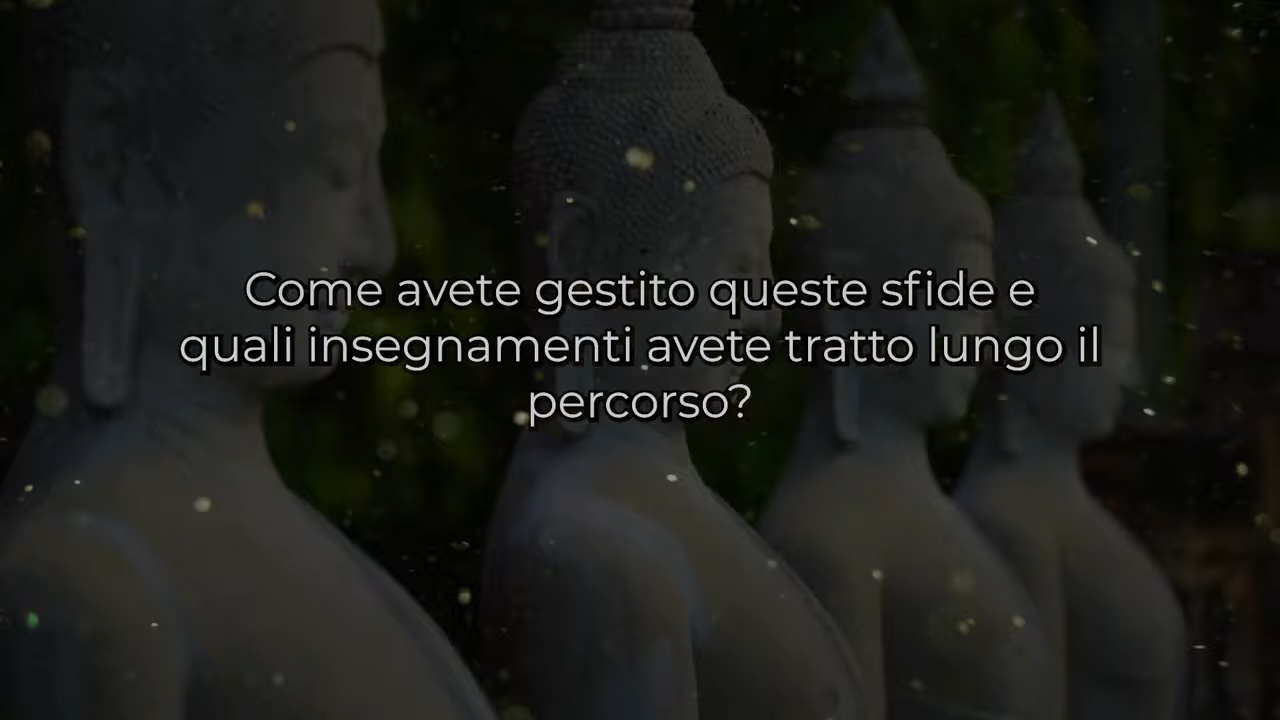 Come avete gestito queste sfide e
quali insegnamenti avete tratto lungo il
percorso?